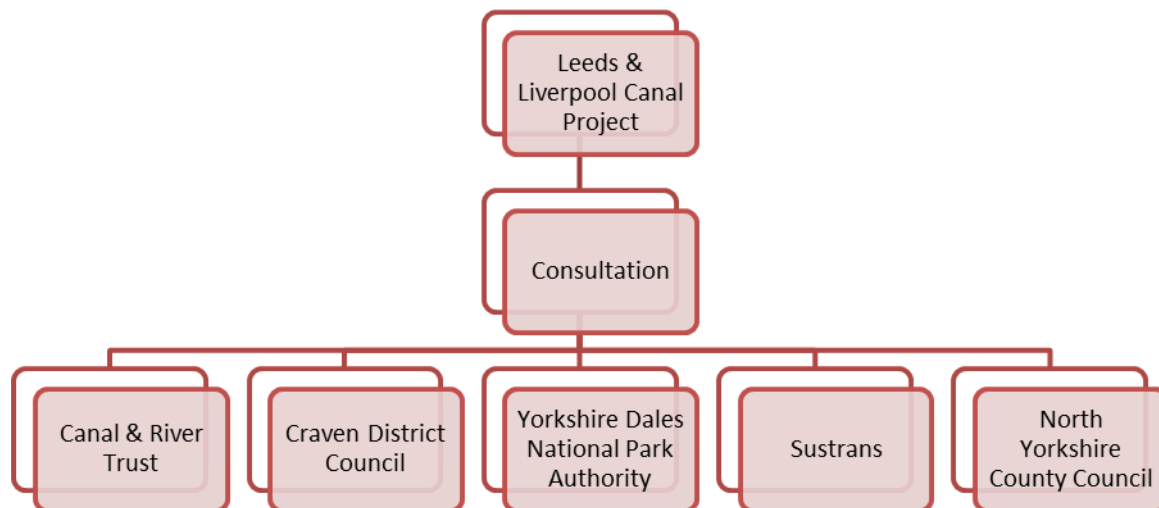 Leeds &
Liverpool Canal
Project
Consultation
Canal & River
Trust
Craven District
Council
Yorkshire Dales
National Park
Authority
Sustrans
North
Yorkshire
County Council